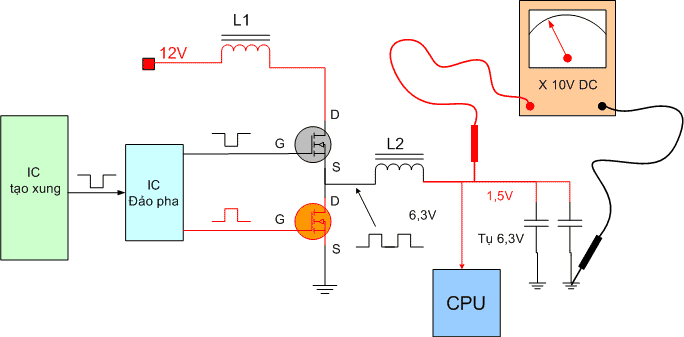 L1
12V
X 10V DC
D
G
S
L2
IC
tạo xung
IC
Đảo pha
D
G
S
6,3V
1,5V
Tụ 6,3V
CPU